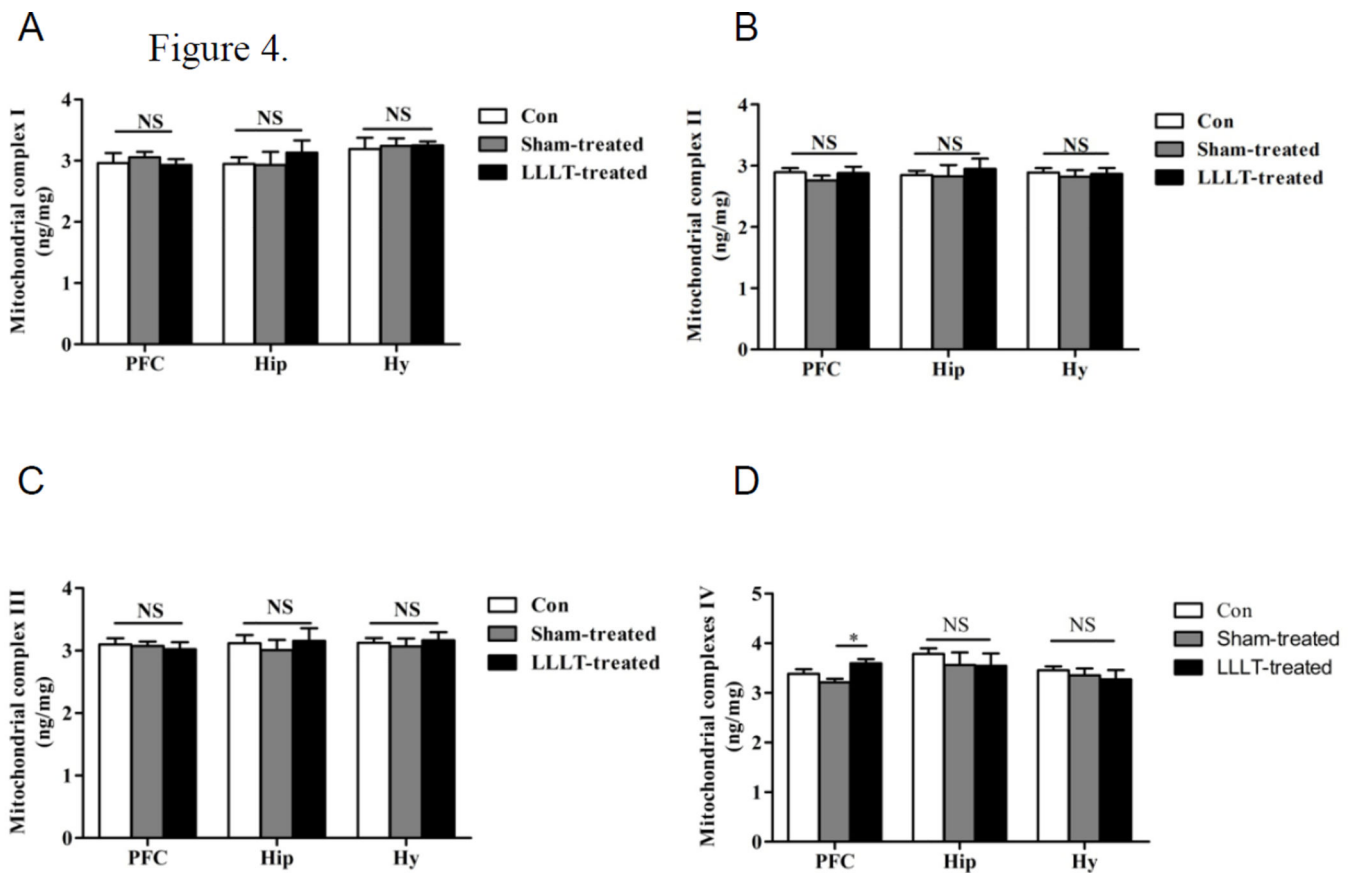 A
Figure 4.
Mitochondrial complex I
(ng/mg)
4
3
2
1
0
NS
NS
NS
PFC
Hip
Hy
Con
Sham-treated
LLLT-treated
B
Mitochondrial complex II
(ng/mg)
4
3
2
1
0
NS
NS
NS
PFC
Hip
Hy
Con
Sham-treated
LLLT-treated
C
Mitochondrial complex III
(ng/mg)
4
3
2
1
0
NS
NS
NS
PFC
Hip
Hy
Con
Sham-treated
LLLT-treated
D
Mitochondrial complexes IV
(ng/mg)
5
4
3
2
1
0
*
NS
NS
PFC
Hip
Hy
Con
Sham-treated
LLLT-treated